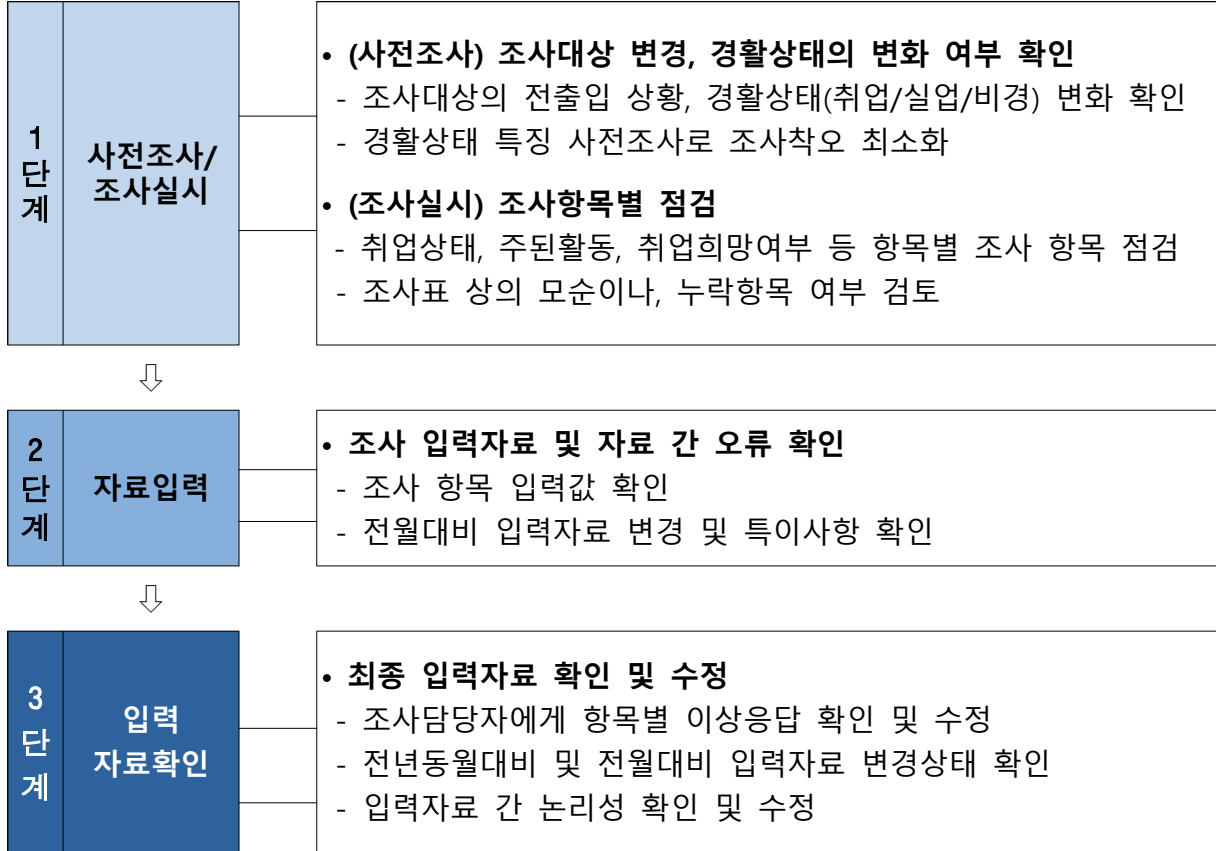 1
단
계
사전조사/
조사실시
• (사전조사) 조사대상 변경, 경활상태의 변화 여부 확인
- 조사대상의 전출입 상황, 경활상태(취업/실업/비경) 변화 확인
- 경활상태 특징 사전조사로 조사착오 최소화
• (조사실시) 조사항목별 점검
- 취업상태, 주된활동, 취업희망여부 등 항목별 조사 항목 점검
- 조사표 상의 모순이나, 누락항목 여부 검토
2
단
계
자료입력
• 조사 입력자료 및 자료 간 오류 확인
- 조사 항목 입력값 확인
- 전월대비 입력자료 변경 및 특이사항 확인
3
단
계
입력
자료확인
• 최종 입력자료 확인 및 수정
- 조사담당자에게 항목별 이상응답 확인 및 수정
- 전년동월대비 및 전월대비 입력자료 변경상태 확인
- 입력자료 간 논리성 확인 및 수정